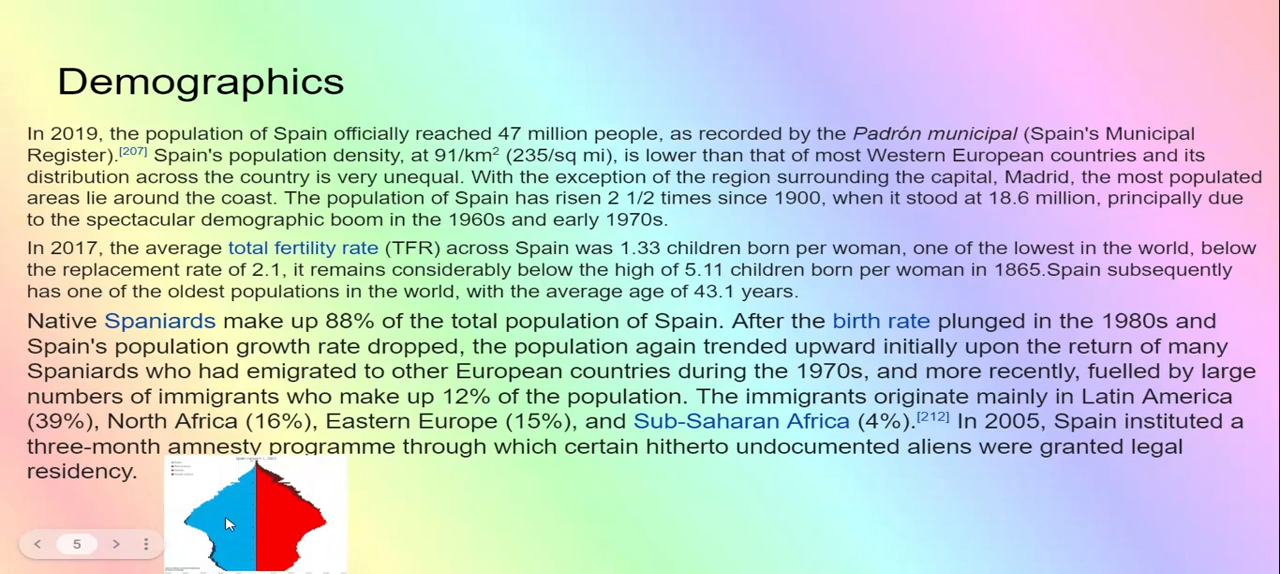 Demographics
In 2019, the population of Spain officially reached 47 million people, as recorded by the Padrón municipal (Spain's Municipal
Register).[207] Spain's population density, at 91/km² (235/sq mi), is lower than that of most Western European countries and its
distribution across the country is very unequal. With the exception of the region surrounding the capital, Madrid, the most populated
areas lie around the coast. The population of Spain has risen 2 1/2 times since 1900, when it stood at 18.6 million, principally due
to the spectacular demographic boom in the 1960s and early 1970s.
In 2017, the average total fertility rate (TFR) across Spain was 1.33 children born per woman, one of the lowest in the world, below
the replacement rate of 2.1, it remains considerably below the high of 5.11 children born per woman in 1865.Spain subsequently
has one of the oldest populations in the world, with the average age of 43.1 years.
Native Spaniards make up 88% of the total population of Spain. After the birth rate plunged in the 1980s and
Spain's population growth rate dropped, the population again trended upward initially upon the return of many
Spaniards who had emigrated to other European countries during the 1970s, and more recently, fuelled by large
numbers of immigrants who make up 12% of the population. The immigrants originate mainly in Latin America
(39%), North Africa (16%), Eastern Europe (15%), and Sub-Saharan Africa (4%).[212] In 2005, Spain instituted a
three-month amnesty programme through which certain hitherto undocumented aliens were granted legal
residency.
5